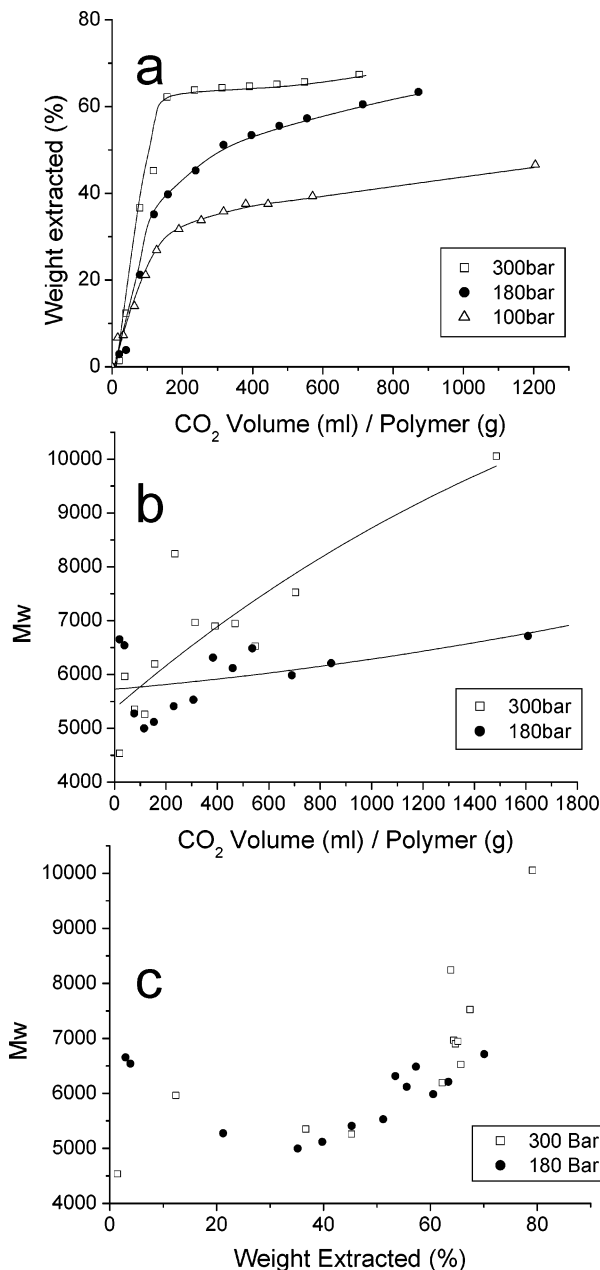 80
60
40
20
0
a
Weight extracted (%)
300bar
180bar
100bar
0 200 400 600 800 1000 1200
CO₂ Volume (ml) / Polymer (g)
10000
9000
8000
7000
6000
5000
4000
b
Mw
300bar
180bar
0 200 400 600 800 1000 1200 1400 1600 1800
CO₂ Volume (ml) / Polymer (g)
10000
9000
8000
7000
6000
5000
4000
c
Mw
300 Bar
180 Bar
0 20 40 60 80
Weight Extracted (%)